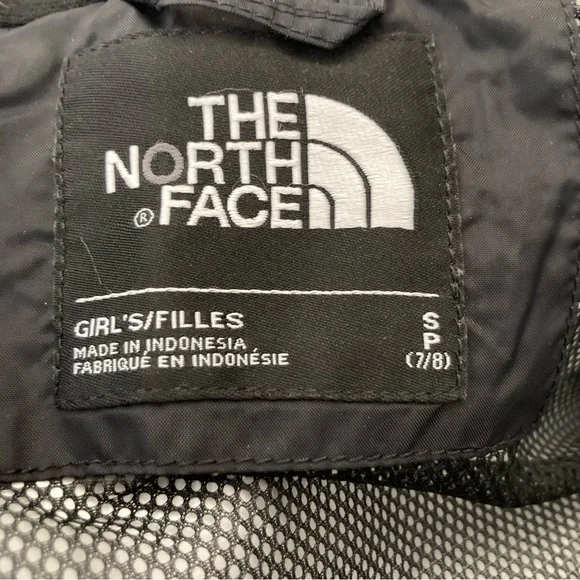 THE
NORTH
® FACE
GIRL'S/FILLES S
MADE IN INDONESIA P
FABRIQUÉ EN INDONÉSIE (7/8)